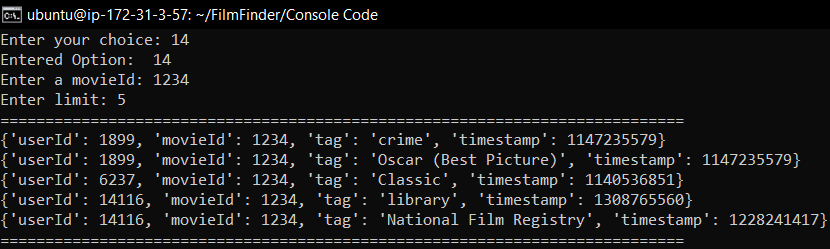 ubuntu@ip-172-31-3-57: ~/FilmFinder/Console Code
Enter your choice: 14
Entered Option:  14
Enter a movieId: 1234
Enter limit: 5
============================================================================
{'userId': 1899, 'movieId': 1234, 'tag': 'crime', 'timestamp': 1147235579}
{'userId': 1899, 'movieId': 1234, 'tag': 'Oscar (Best Picture)', 'timestamp': 1147235579}
{'userId': 6237, 'movieId': 1234, 'tag': 'Classic', 'timestamp': 1140536851}
{'userId': 14116, 'movieId': 1234, 'tag': 'library', 'timestamp': 1308765560}
{'userId': 14116, 'movieId': 1234, 'tag': 'National Film Registry', 'timestamp': 1228241417}
============================================================================